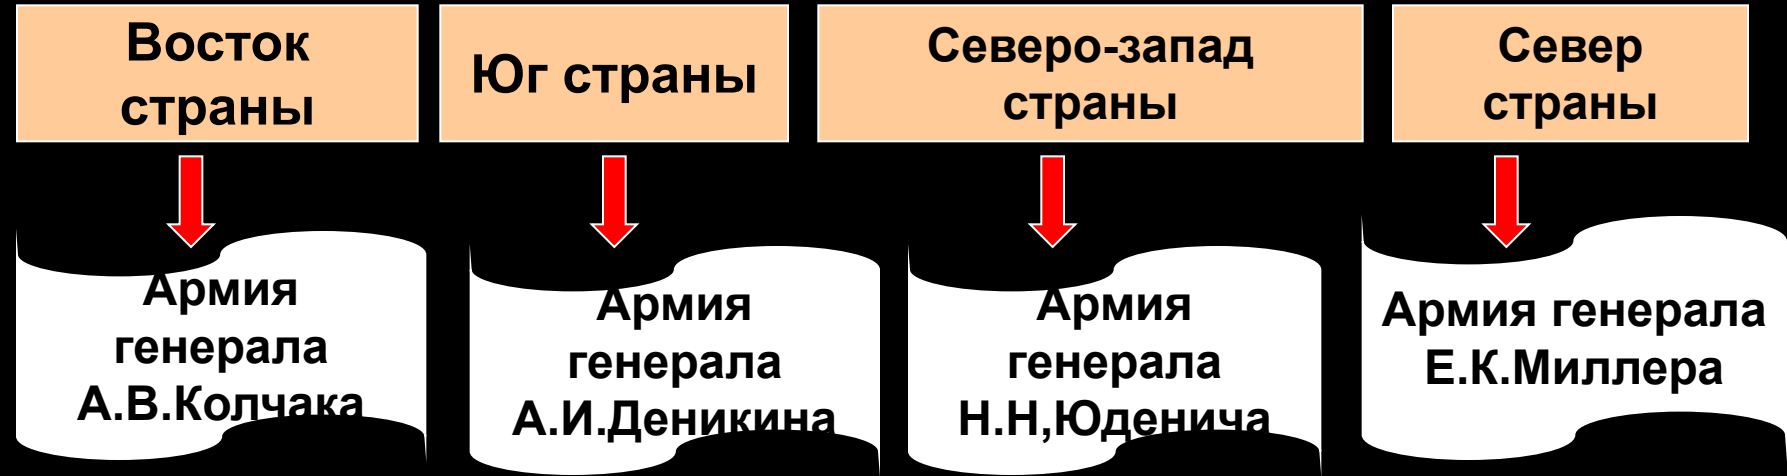 Восток
страны
Юг страны
Северо-запад
страны
Север
страны
Армия
генерала
А.В.Колчака
Армия
генерала
А.И.Деникина
Армия
генерала
Н.Н,Юденича
Армия генерала
Е.К.Миллера